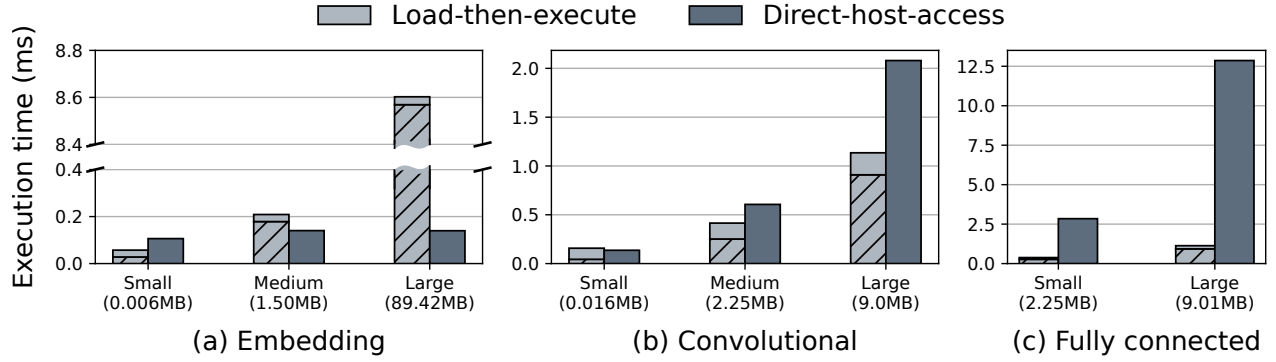 Load-then-execute Direct-host-access
Execution time (ms)
8.8
8.6
8.4
0.4
0.2
0.0
Small Medium Large
(0.006MB) (1.50MB) (89.42MB)
(a) Embedding
2.0
1.5
1.0
0.5
0.0
Small Medium Large
(0.016MB) (2.25MB) (9.0MB)
(b) Convolutional
12.5
10.0
7.5
5.0
2.5
0.0
Small Large
(2.25MB) (9.01MB)
(c) Fully connected